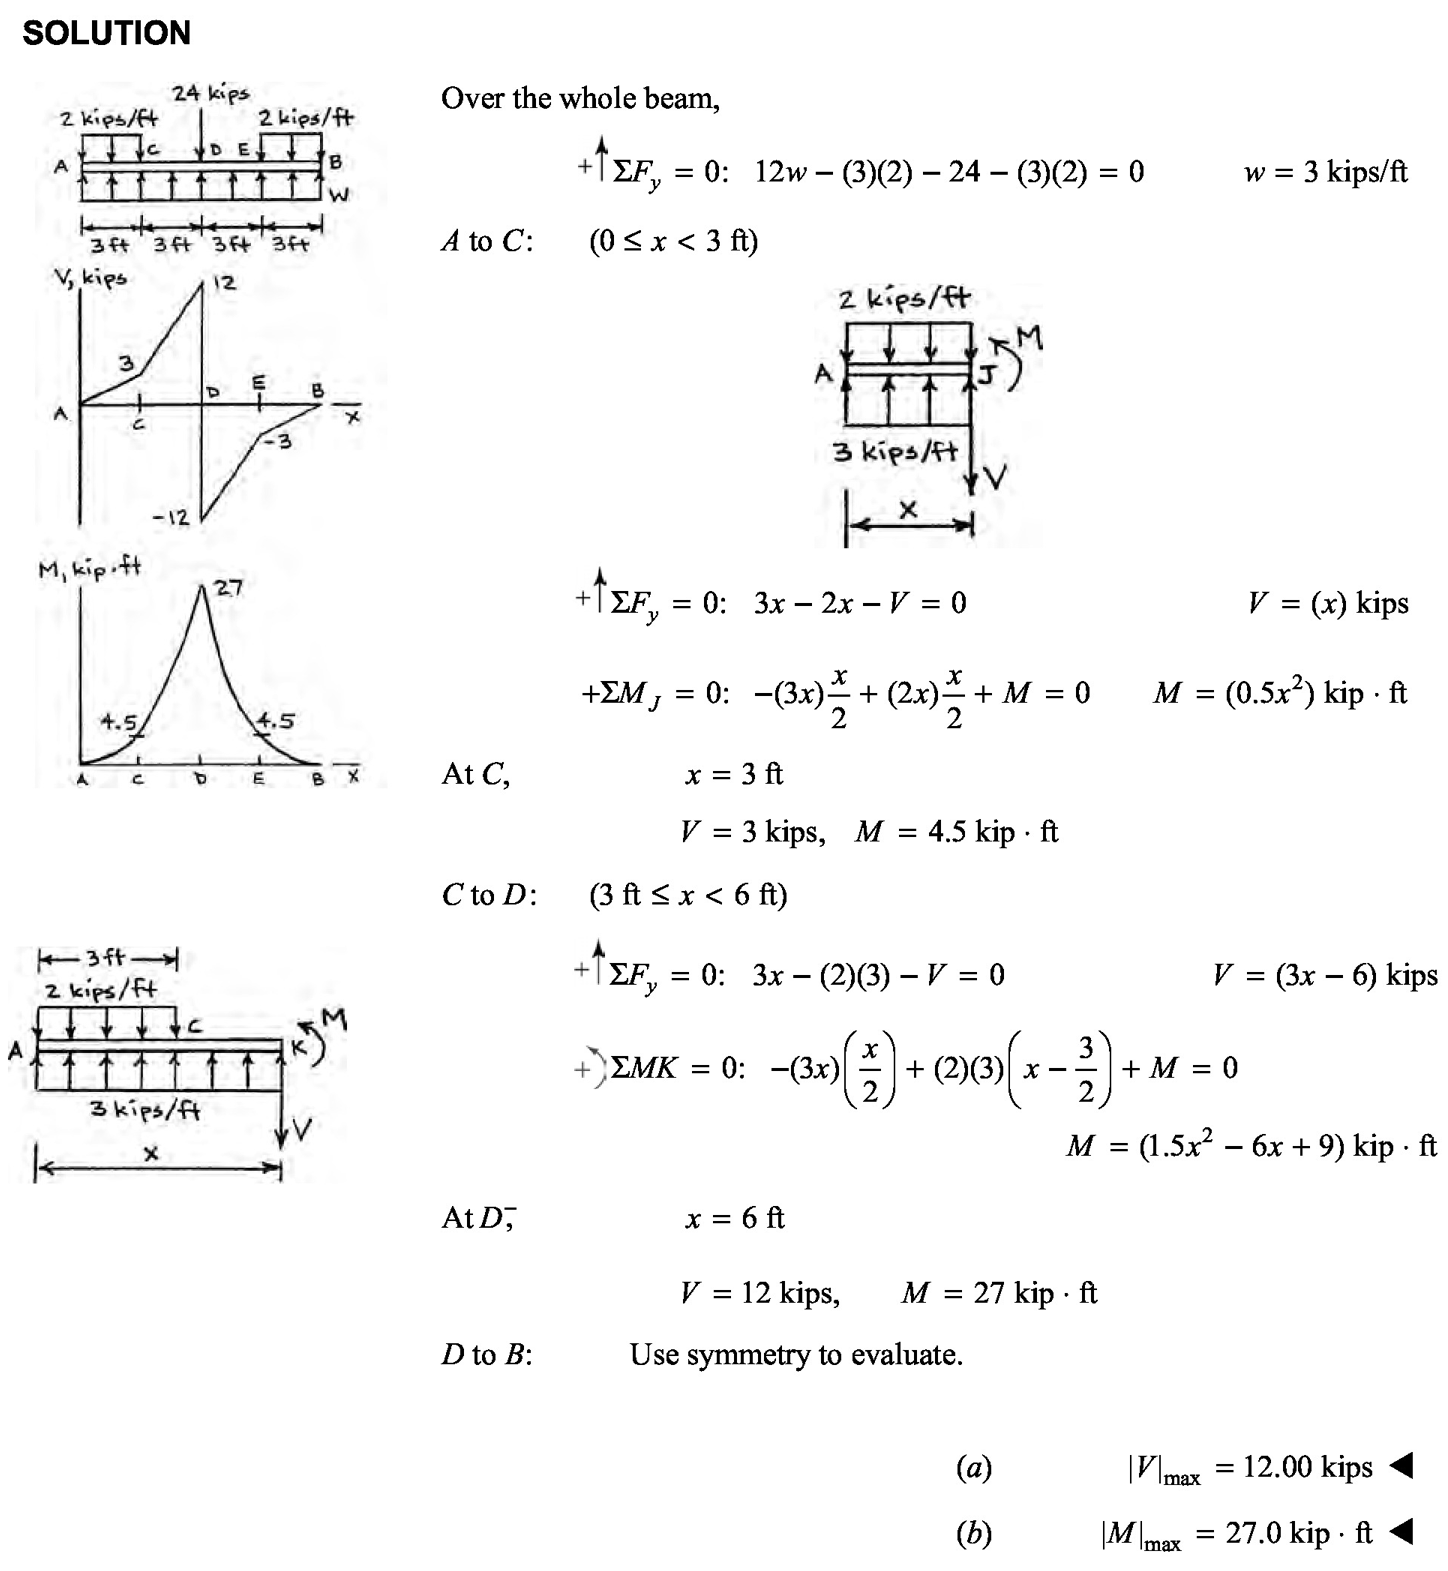 SOLUTION
24 kips
2 kips/ft 2 kips/ft
A C D E B
W
3 ft 3 ft 3 ft 3 ft
V, kips
12
3
A C D E B X
-3
-12
M, kip·ft
27
4.5 4.5
A C D E B X
Over the whole beam,
+↑ΣF_y = 0: 12w − (3)(2) − 24 − (3)(2) = 0 w = 3 kips/ft
A to C: (0 ≤ x < 3 ft)
2 kips/ft
M
A J
3 kips/ft
V
X
+↑ΣF_y = 0: 3x − 2x − V = 0 V = (x) kips
+ΣM_J = 0: −(3x)x/2 + (2x)x/2 + M = 0 M = (0.5x²) kip · ft
At C, x = 3 ft
V = 3 kips, M = 4.5 kip · ft
C to D: (3 ft ≤ x < 6 ft)
3 ft
2 kips/ft
C M
A K
3 kips/ft
V
X
+↑ΣF_y = 0: 3x − (2)(3) − V = 0 V = (3x − 6) kips
+ΣMK = 0: −(3x)(x/2) + (2)(3)(x − 3/2) + M = 0
M = (1.5x² − 6x + 9) kip · ft
At D⁻, x = 6 ft
V = 12 kips, M = 27 kip · ft
D to B: Use symmetry to evaluate.
(a) |V|max = 12.00 kips ◀
(b) |M|max = 27.0 kip · ft ◀